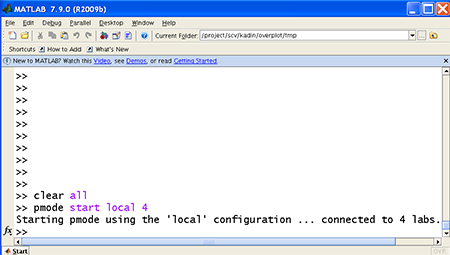 MATLAB 7.9.0 (R2009b)
File Edit Debug Parallel Desktop Window Help
Current Folder: /project/scv/kadin/overplot/tmp
Shortcuts How to Add What's New
New to MATLAB? Watch this Video, see Demos, or read Getting Started.
>>
>>
>>
>>
>>
>>
>>
>>
>>
>>
>> clear all
>> pmode start local 4
Starting pmode using the 'local' configuration ... connected to 4 labs.
fx >>
Start OVR